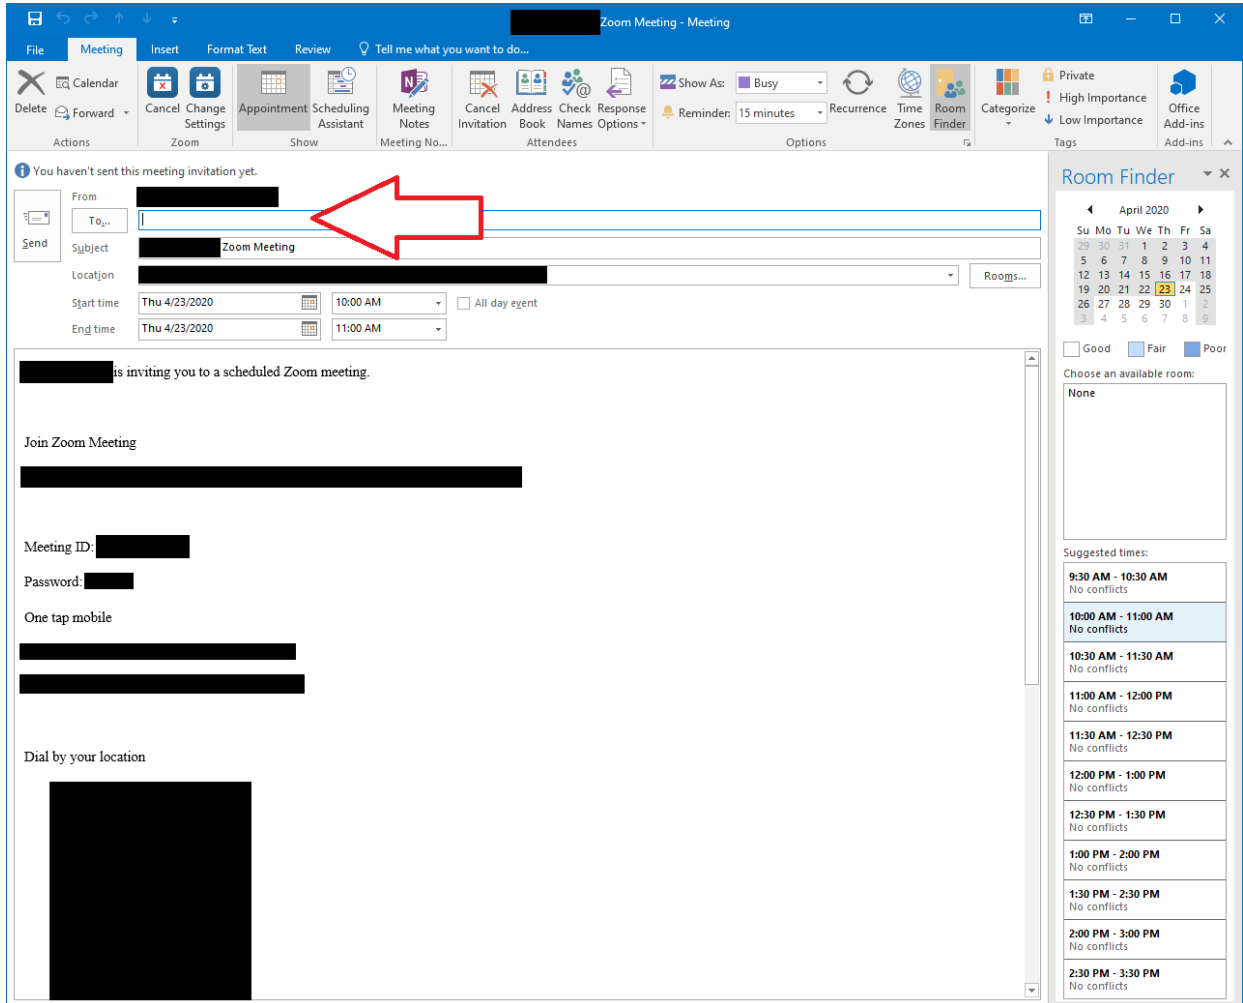 Zoom Meeting - Meeting
File Meeting Insert Format Text Review Tell me what you want to do...
Delete
Calendar
Forward
Actions
Cancel
Change Settings
Zoom
Appointment
Scheduling Assistant
Show
Meeting Notes
Meeting No...
Cancel Invitation
Address Book
Check Names
Response Options
Attendees
Show As: Busy
Reminder: 15 minutes
Recurrence
Time Zones
Room Finder
Options
Categorize
Private
High Importance
Low Importance
Tags
Office Add-ins
Add-ins
You haven't sent this meeting invitation yet.
Send
From
To...
Subject Zoom Meeting
Location Rooms...
Start time Thu 4/23/2020 10:00 AM All day event
End time Thu 4/23/2020 11:00 AM
is inviting you to a scheduled Zoom meeting.
Join Zoom Meeting
Meeting ID:
Password:
One tap mobile
Dial by your location
Room Finder
April 2020
Su Mo Tu We Th Fr Sa
29 30 31 1 2 3 4
5 6 7 8 9 10 11
12 13 14 15 16 17 18
19 20 21 22 23 24 25
26 27 28 29 30 1 2
3 4 5 6 7 8 9
Good Fair Poor
Choose an available room:
None
Suggested times:
9:30 AM - 10:30 AM
No conflicts
10:00 AM - 11:00 AM
No conflicts
10:30 AM - 11:30 AM
No conflicts
11:00 AM - 12:00 PM
No conflicts
11:30 AM - 12:30 PM
No conflicts
12:00 PM - 1:00 PM
No conflicts
12:30 PM - 1:30 PM
No conflicts
1:00 PM - 2:00 PM
No conflicts
1:30 PM - 2:30 PM
No conflicts
2:00 PM - 3:00 PM
No conflicts
2:30 PM - 3:30 PM
No conflicts